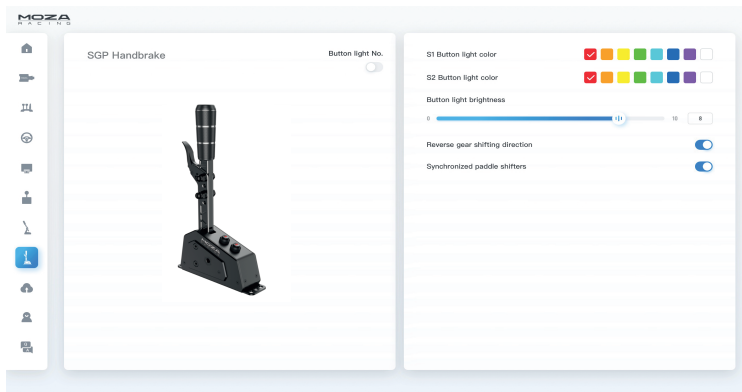 MOZA
RACING
SGP Handbrake
Button light No.
S1 Button light color
S2 Button light color
Button light brightness
0
10
8
Reverse gear shifting direction
Synchronized paddle shifters